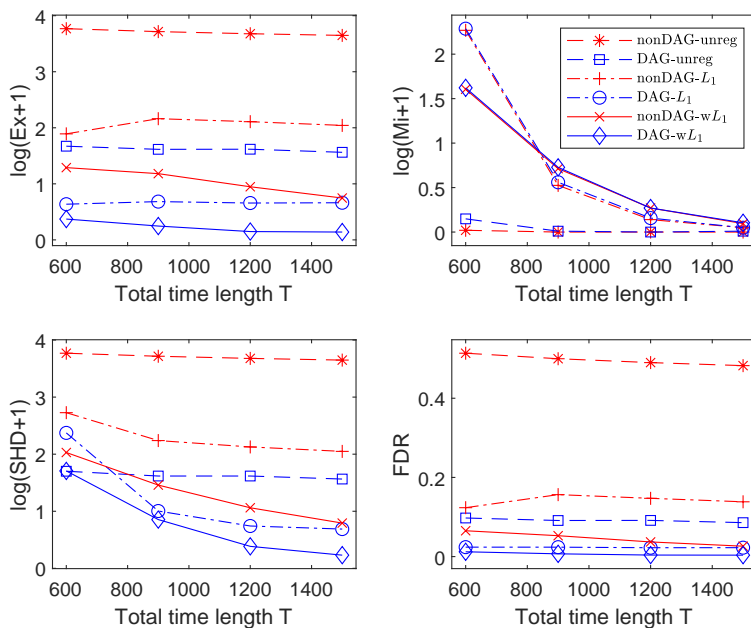 log(Ex+1)
4
3
2
1
0
600 800 1000 1200 1400
Total time length T
log(Mi+1)
2
1.5
1
0.5
0
600 800 1000 1200 1400
Total time length T
nonDAG-unreg
DAG-unreg
nonDAG-L₁
DAG-L₁
nonDAG-wL₁
DAG-wL₁
log(SHD+1)
4
3
2
1
0
600 800 1000 1200 1400
Total time length T
FDR
0.4
0.2
0
600 800 1000 1200 1400
Total time length T